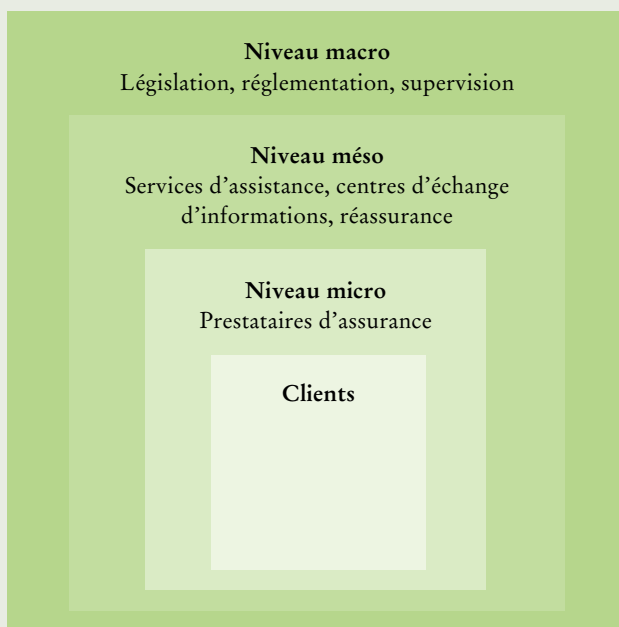 Niveau macro
Législation, réglementation, supervision
Niveau méso
Services d’assistance, centres d’échange
d’informations, réassurance
Niveau micro
Prestataires d’assurance
Clients